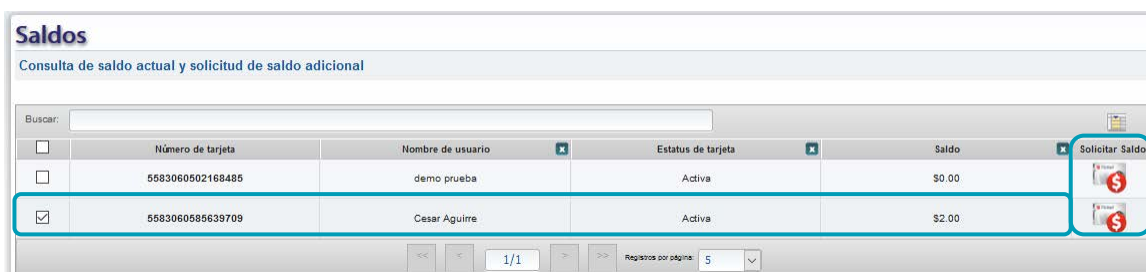 Saldos
Consulta de saldo actual y solicitud de saldo adicional
Buscar:
Número de tarjeta Nombre de usuario Estatus de tarjeta Saldo Solicitar Saldo
5583060502168485 demo prueba Activa $0.00
5583060585639709 Cesar Aguirre Activa $2.00
<< < 1/1 > >> Registros por página: 5